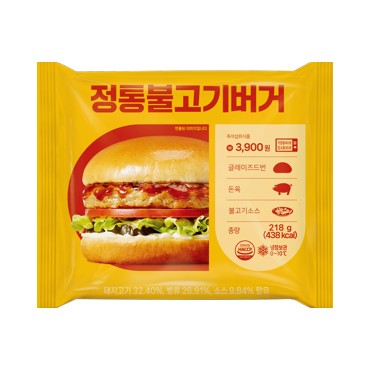 정통불고기버거
즉석섭취식품
3,900원
글레이즈드번
돈육
불고기소스
총량
218 g
(438 kcal)
HACCP
냉장보관
0~10℃
돼지고기 32.40%, 빵류 26.91%, 소스 9.84% 함유